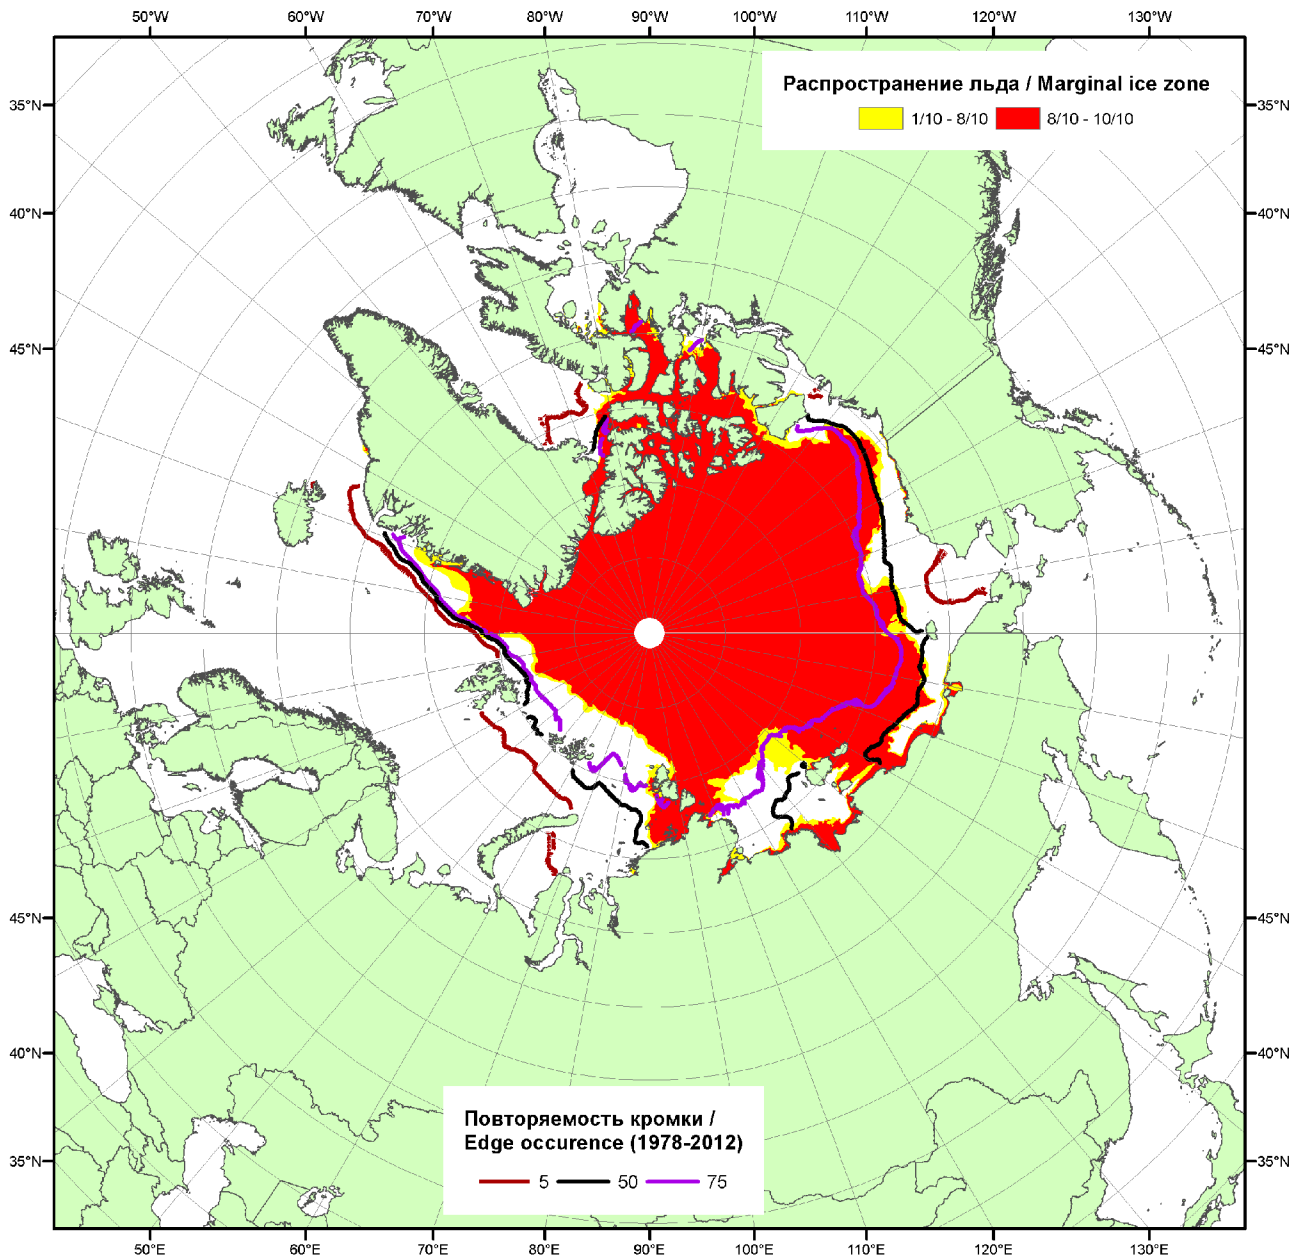 50°W 60°W 70°W 80°W 90°W 100°W 110°W 120°W 130°W
Распространение льда / Marginal ice zone
1/10 - 8/10 8/10 - 10/10
35°N 35°N
40°N 40°N
45°N 45°N
45°N 45°N
40°N 40°N
Повторяемость кромки /
Edge occurence (1978-2012)
35°N 35°N
5 50 75
50°E 60°E 70°E 80°E 90°E 100°E 110°E 120°E 130°E